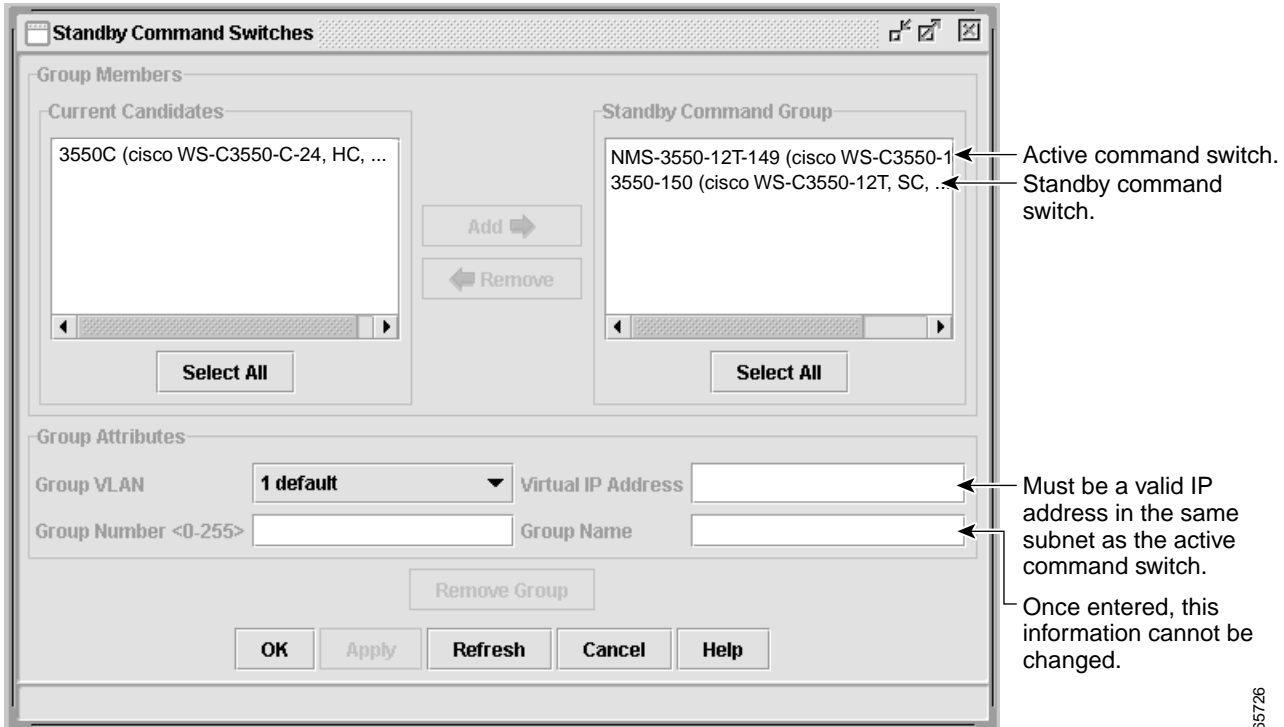 Standby Command Switches
Group Members
Current Candidates
3550C (cisco WS-C3550-C-24, HC, ...
Select All
Add
Remove
Standby Command Group
NMS-3550-12T-149 (cisco WS-C3550-1
3550-150 (cisco WS-C3550-12T, SC, ...
Select All
Active command switch.
Standby command
switch.
Group Attributes
Group VLAN
1 default
Virtual IP Address
Group Number <0-255>
Group Name
Must be a valid IP
address in the same
subnet as the active
command switch.
Once entered, this
information cannot be
changed.
Remove Group
OK
Apply
Refresh
Cancel
Help
65726